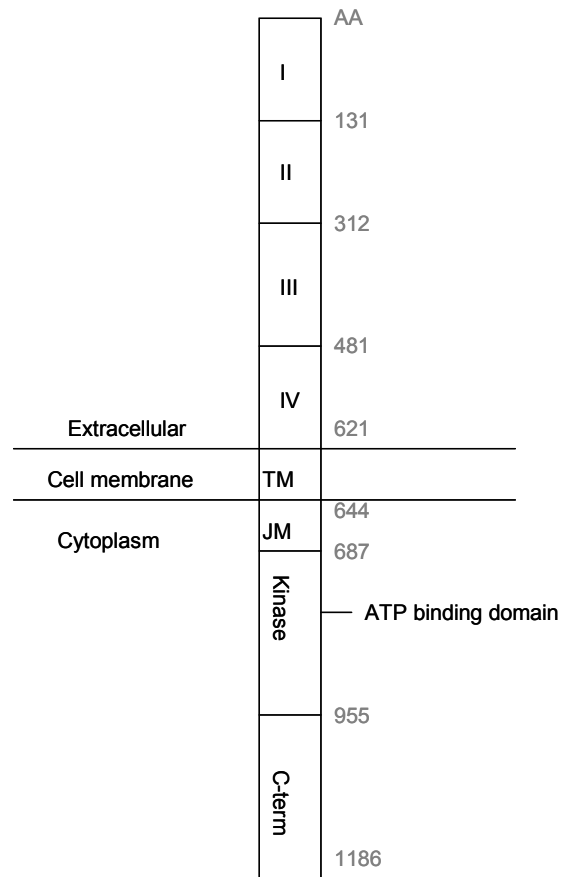 AA
I
131
II
312
III
481
IV
Extracellular 621
Cell membrane TM
644
Cytoplasm JM
687
Kinase
ATP binding domain
955
C-term
1186